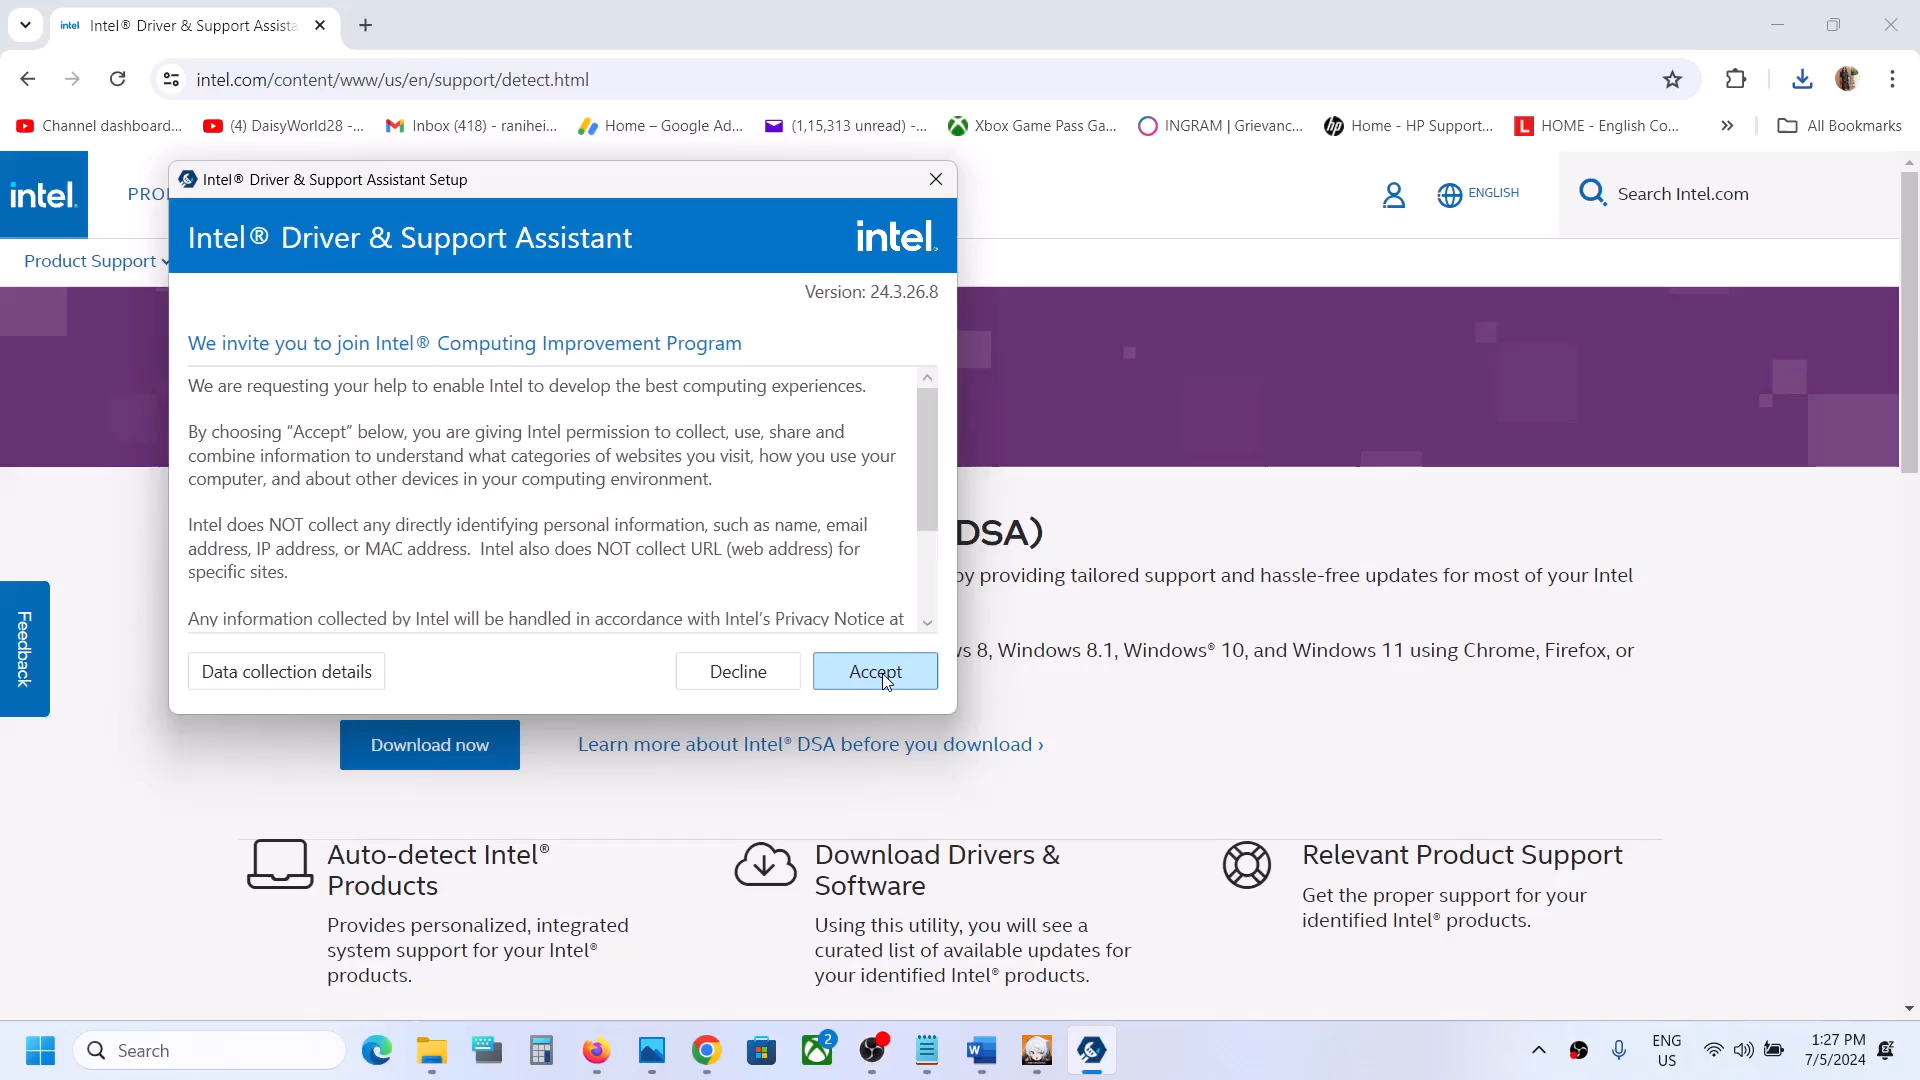 intel Intel® Driver & Support Assista
intel.com/content/www/us/en/support/detect.html
Channel dashboard... (4) DaisyWorld28 -... Inbox (418) - ranihei... Home – Google Ad... (1,15,313 unread) -... Xbox Game Pass Ga... INGRAM | Grievanc... Home - HP Support... HOME - English Co... All Bookmarks
intel.
PRO
ENGLISH
Search Intel.com
Product Support
Intel® Driver & Support Assistant Setup
Intel® Driver & Support Assistant
intel.
Version: 24.3.26.8
We invite you to join Intel® Computing Improvement Program
We are requesting your help to enable Intel to develop the best computing experiences.
By choosing “Accept” below, you are giving Intel permission to collect, use, share and
combine information to understand what categories of websites you visit, how you use your
computer, and about other devices in your computing environment.
Intel does NOT collect any directly identifying personal information, such as name, email
address, IP address, or MAC address.  Intel also does NOT collect URL (web address) for
specific sites.
Any information collected by Intel will be handled in accordance with Intel’s Privacy Notice at
Data collection details
Decline
Accept
DSA)
by providing tailored support and hassle-free updates for most of your Intel
ws 8, Windows 8.1, Windows® 10, and Windows 11 using Chrome, Firefox, or
Feedback
Download now
Learn more about Intel® DSA before you download ›
Auto-detect Intel®
Products
Provides personalized, integrated
system support for your Intel®
products.
Download Drivers &
Software
Using this utility, you will see a
curated list of available updates for
your identified Intel® products.
Relevant Product Support
Get the proper support for your
identified Intel® products.
Search
2
ENG
US
1:27 PM
7/5/2024